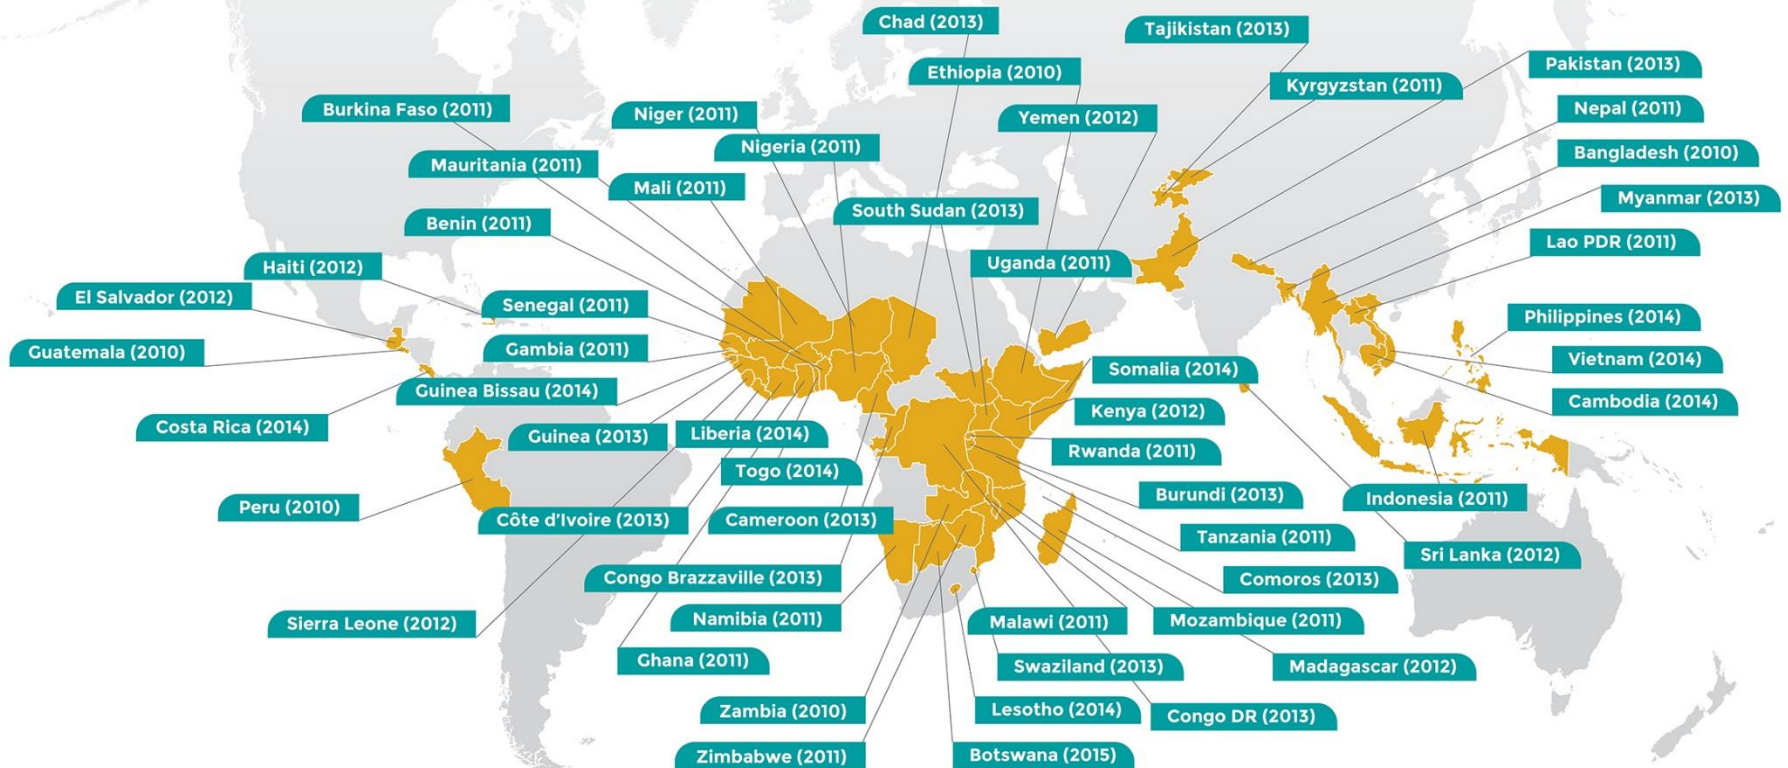 Chad (2013)
Tajikistan (2013)
Pakistan (2013)
Ethiopia (2010)
Kyrgyzstan (2011)
Burkina Faso (2011)
Niger (2011)
Yemen (2012)
Nepal (2011)
Nigeria (2011)
Bangladesh (2010)
Mauritania (2011)
Mali (2011)
Myanmar (2013)
South Sudan (2013)
Benin (2011)
Lao PDR (2011)
Haiti (2012)
Uganda (2011)
El Salvador (2012)
Senegal (2011)
Philippines (2014)
Guatemala (2010)
Gambia (2011)
Vietnam (2014)
Somalia (2014)
Guinea Bissau (2014)
Cambodia (2014)
Kenya (2012)
Costa Rica (2014)
Guinea (2013)
Liberia (2014)
Rwanda (2011)
Togo (2014)
Burundi (2013)
Indonesia (2011)
Peru (2010)
Côte d'Ivoire (2013)
Cameroon (2013)
Tanzania (2011)
Sri Lanka (2012)
Congo Brazzaville (2013)
Comoros (2013)
Sierra Leone (2012)
Namibia (2011)
Malawi (2011)
Mozambique (2011)
Ghana (2011)
Swaziland (2013)
Madagascar (2012)
Zambia (2010)
Lesotho (2014)
Congo DR (2013)
Zimbabwe (2011)
Botswana (2015)